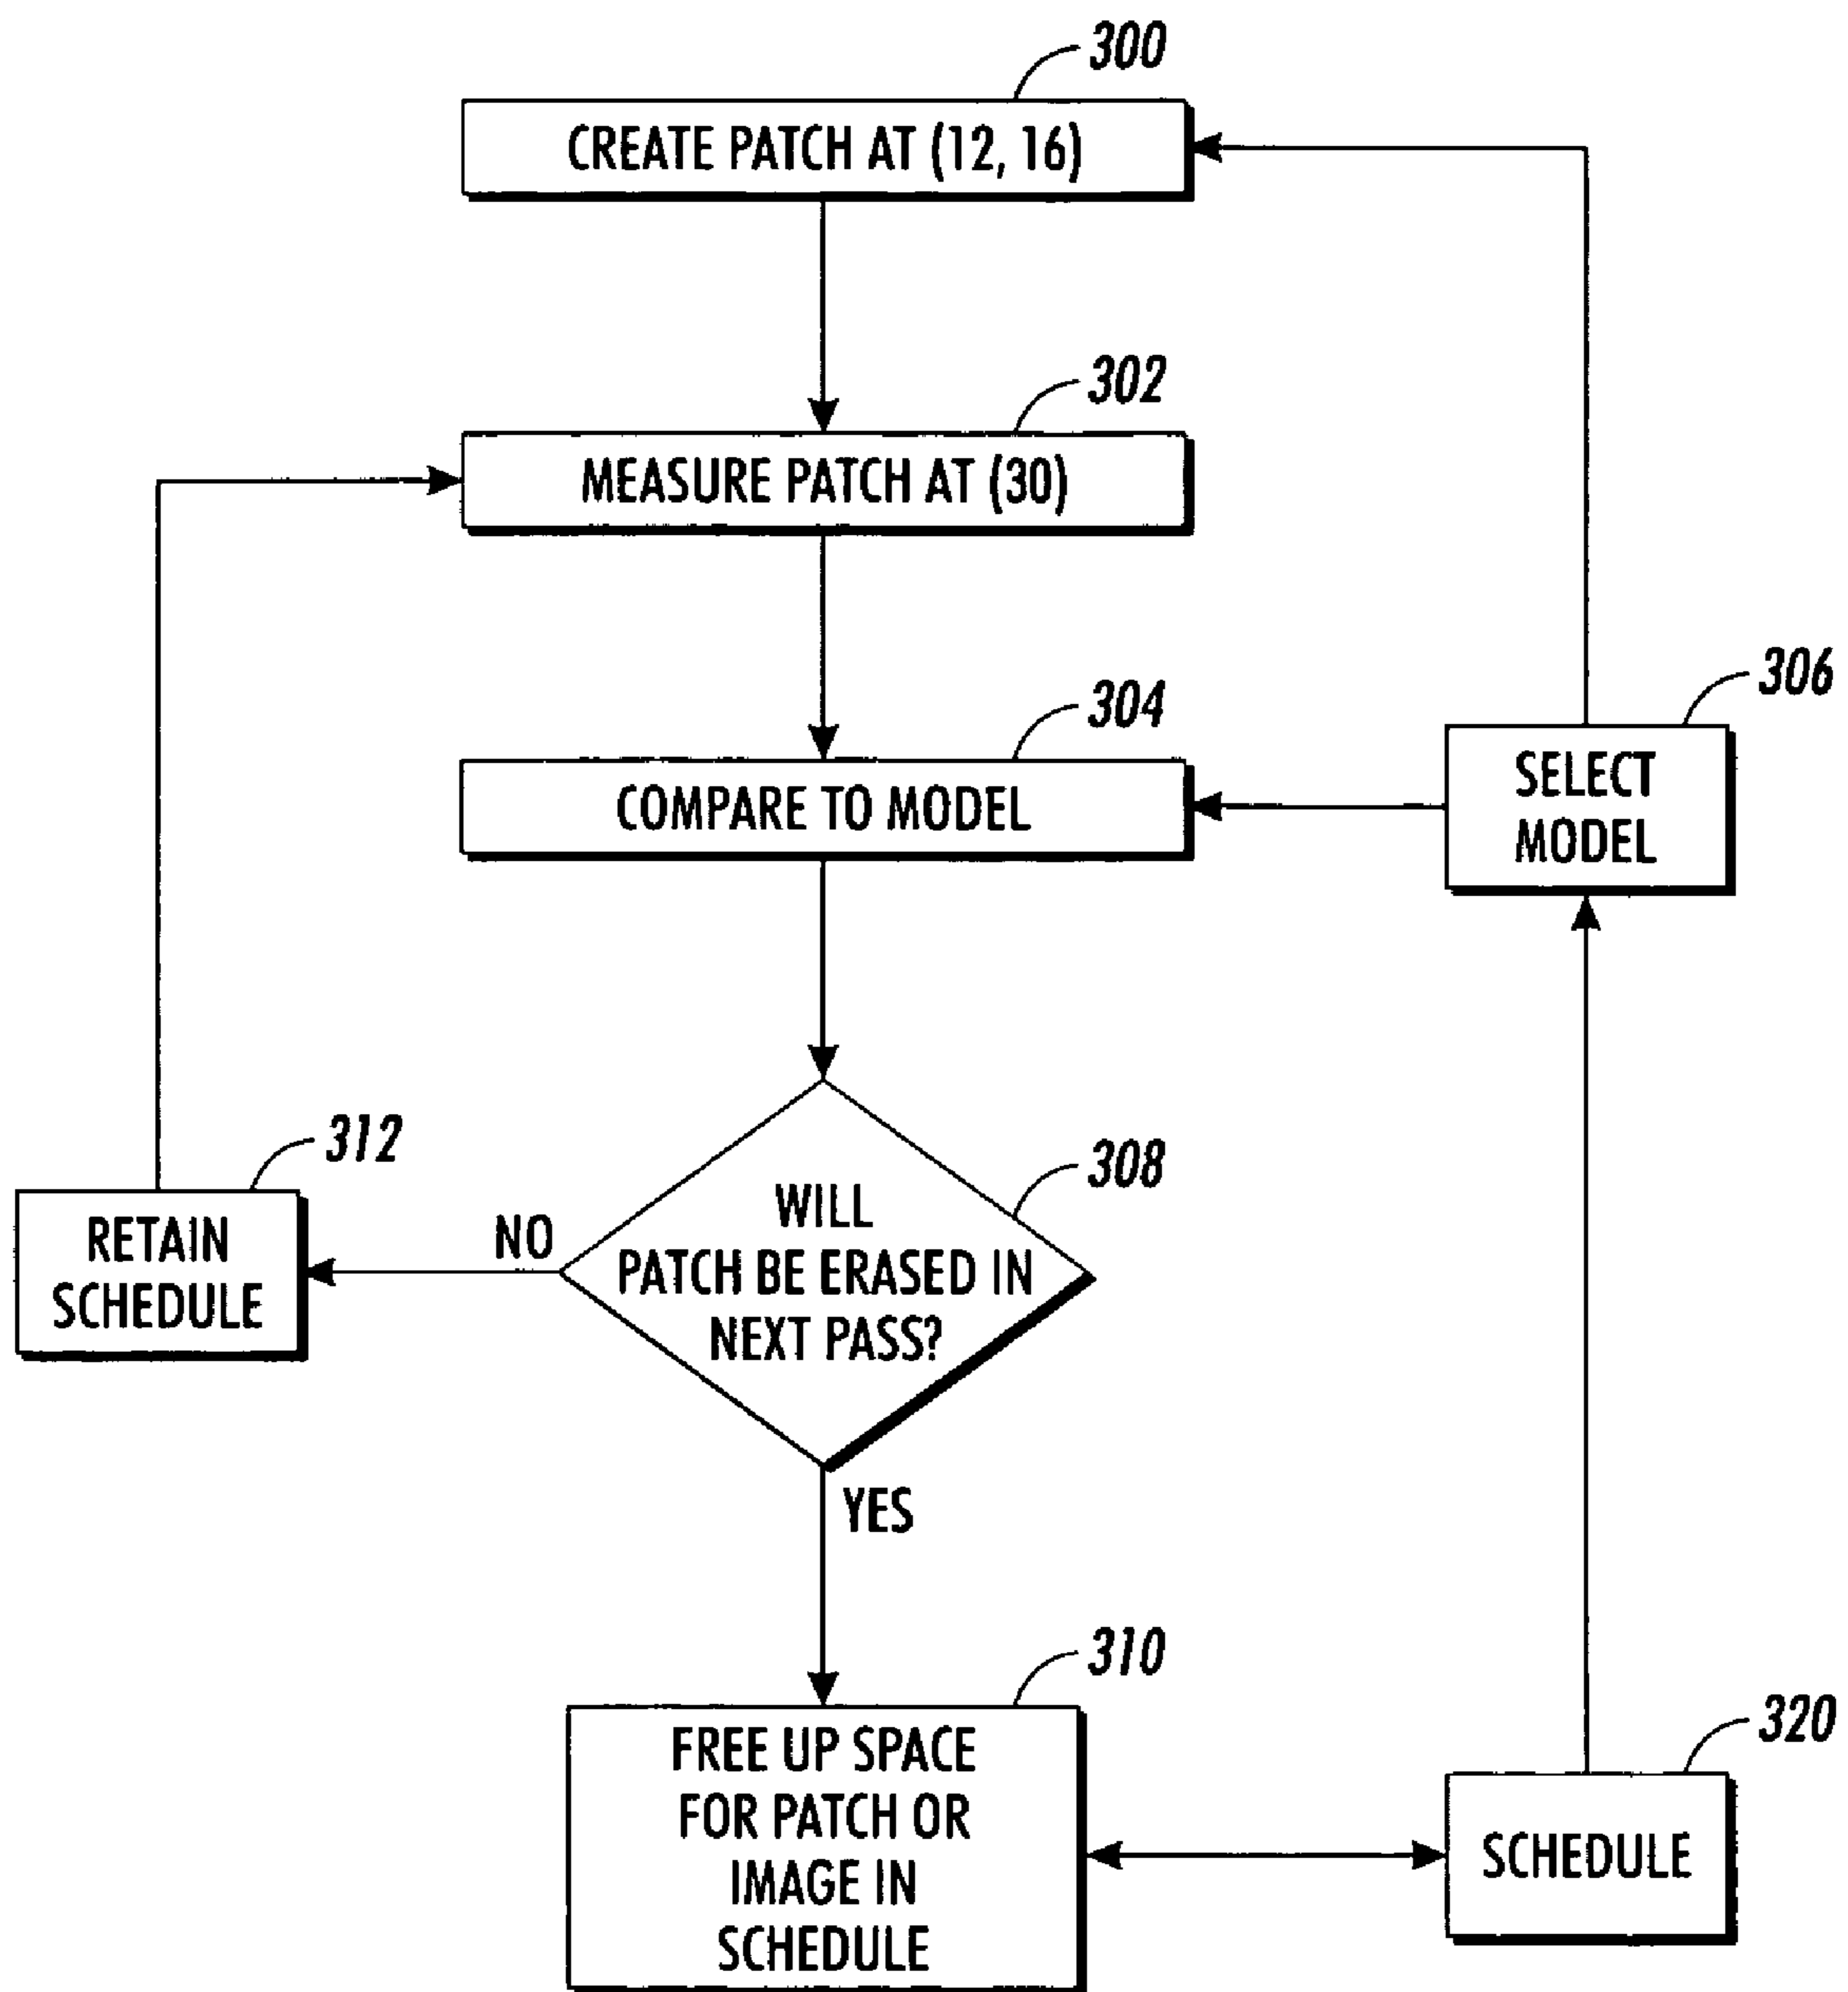 300
CREATE PATCH AT (12, 16)
302
MEASURE PATCH AT (30)
304
COMPARE TO MODEL
306
SELECT
MODEL
308
WILL
PATCH BE ERASED IN
NEXT PASS?
NO
312
RETAIN
SCHEDULE
YES
310
FREE UP SPACE
FOR PATCH OR
IMAGE IN
SCHEDULE
320
SCHEDULE